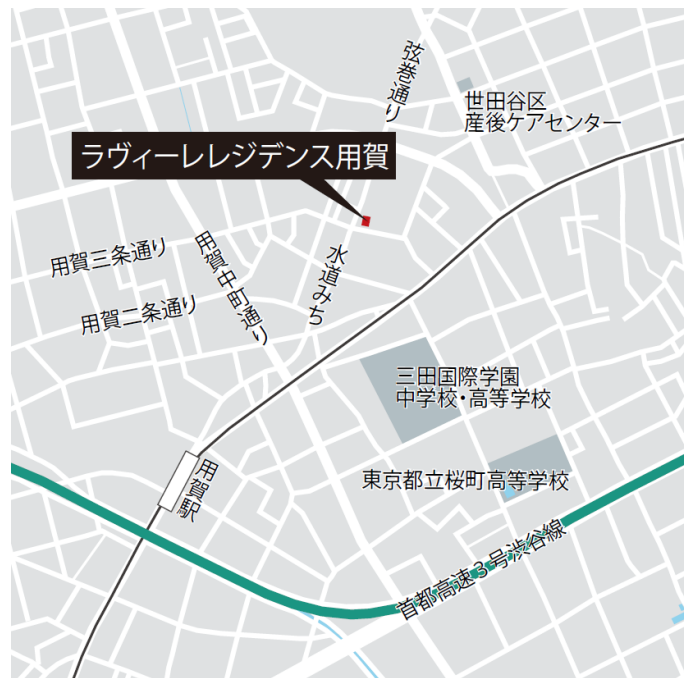 弦巻通り
世田谷区
産後ケアセンター
ラヴィーレレジデンス用賀
用賀三条通り
用賀中町通り
水道みち
用賀二条通り
三田国際学園
中学校・高等学校
用賀駅
東京都立桜町高等学校
首都高速3号渋谷線